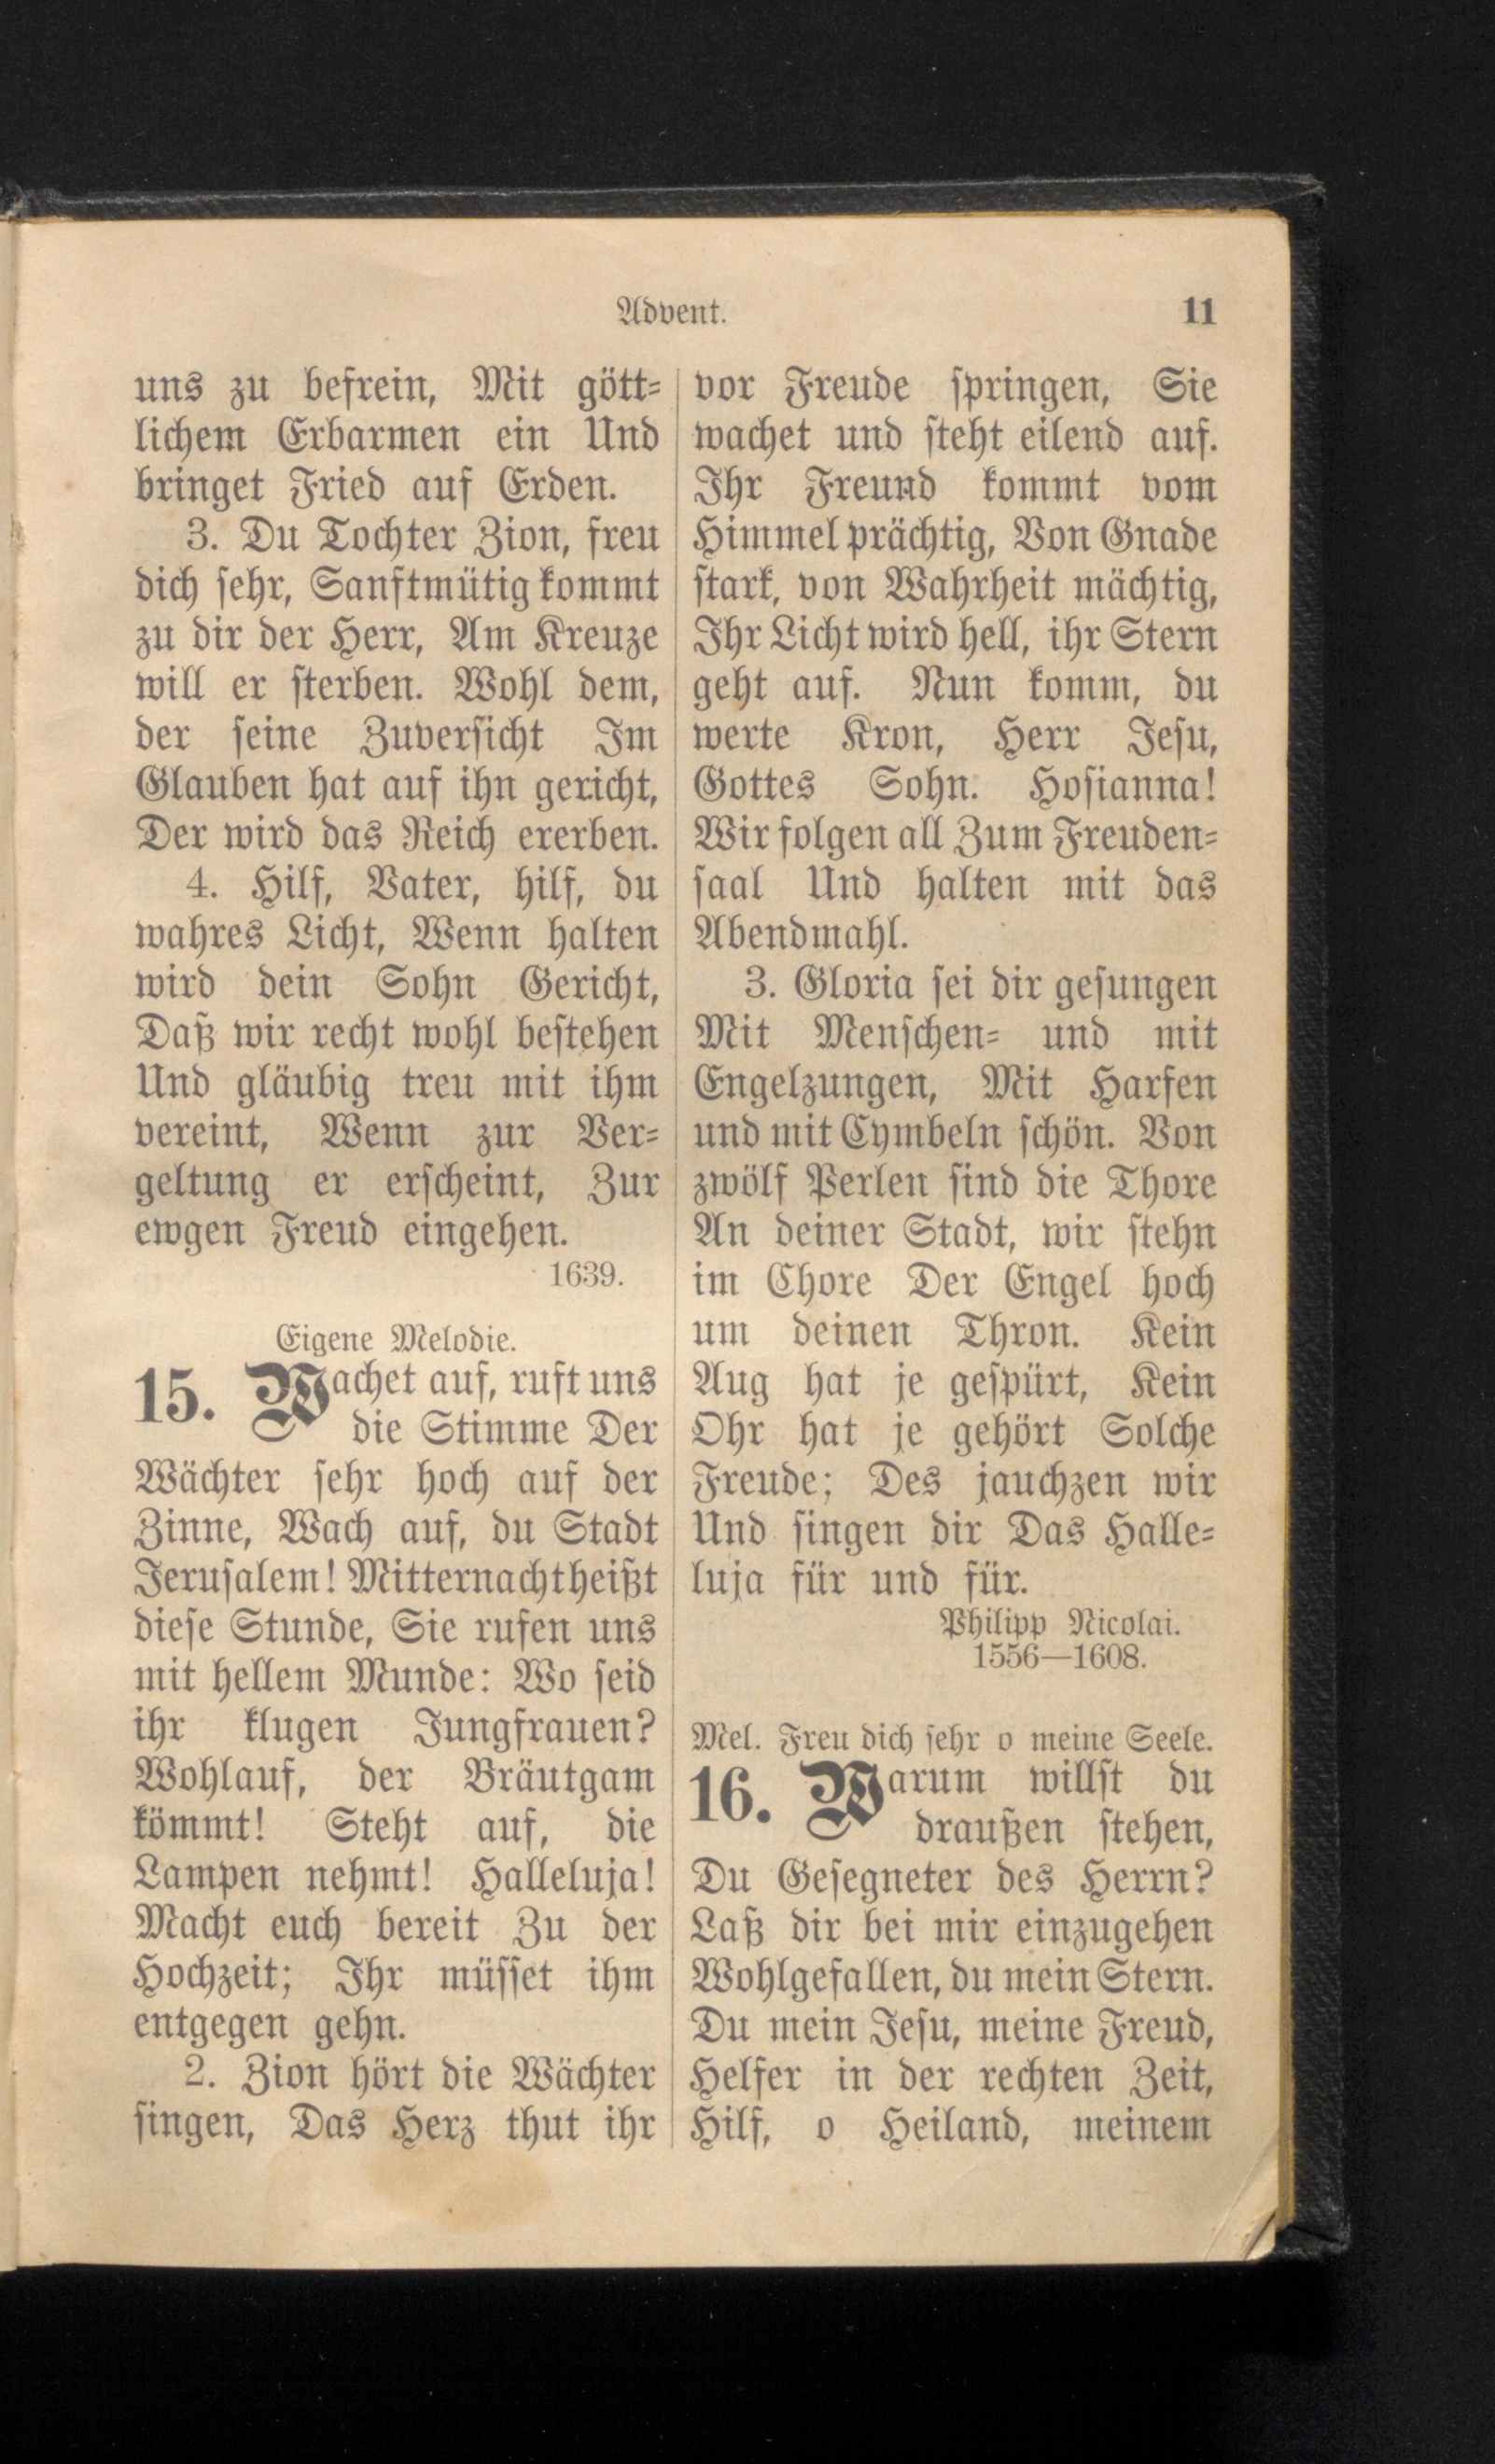 Advent.
11
uns zu befrein, Mit gött-
lichem Erbarmen ein Und
bringet Fried auf Erden.
3. Du Tochter Zion, freu
dich sehr, Sanftmütig kommt
zu dir der Herr, Am Kreuze
will er sterben. Wohl dem,
der seine Zuversicht Im
Glauben hat auf ihn gericht,
Der wird das Reich ererben.
4. Hilf, Vater, hilf, du
wahres Licht, Wenn halten
wird dein Sohn Gericht,
Daß wir recht wohl bestehen
Und gläubig treu mit ihm
vereint, Wenn zur Ver-
geltung er erscheint, Zur
ewgen Freud eingehen.
1639.
Eigene Melodie.
15. Wachet auf, ruft uns
die Stimme Der
Wächter sehr hoch auf der
Zinne, Wach auf, du Stadt
Jerusalem! Mitternacht heißt
diese Stunde, Sie rufen uns
mit hellem Munde: Wo seid
ihr klugen Jungfrauen?
Wohlauf, der Bräutgam
kömmt! Steht auf, die
Lampen nehmt! Halleluja!
Macht euch bereit Zu der
Hochzeit; Ihr müsset ihm
entgegen gehn.
2. Zion hört die Wächter
singen, Das Herz thut ihr
vor Freude springen, Sie
wachet und steht eilend auf.
Ihr Freund kommt vom
Himmel prächtig, Von Gnade
stark, von Wahrheit mächtig,
Ihr Licht wird hell, ihr Stern
geht auf. Nun komm, du
werte Kron, Herr Jesu,
Gottes Sohn. Hosianna!
Wir folgen all Zum Freuden-
saal Und halten mit das
Abendmahl.
3. Gloria sei dir gesungen
Mit Menschen- und mit
Engelzungen, Mit Harfen
und mit Cymbeln schön. Von
zwölf Perlen sind die Thore
An deiner Stadt, wir stehn
im Chore Der Engel hoch
um deinen Thron. Kein
Aug hat je gespürt, Kein
Ohr hat je gehört Solche
Freude; Des jauchzen wir
Und singen dir Das Halle-
luja für und für.
Philipp Nicolai.
1556—1608.
Mel. Freu dich sehr o meine Seele.
16. Warum willst du
draußen stehen,
Du Gesegneter des Herrn?
Laß dir bei mir einzugehen
Wohlgefallen, du mein Stern.
Du mein Jesu, meine Freud,
Helfer in der rechten Zeit,
Hilf, o Heiland, meinem